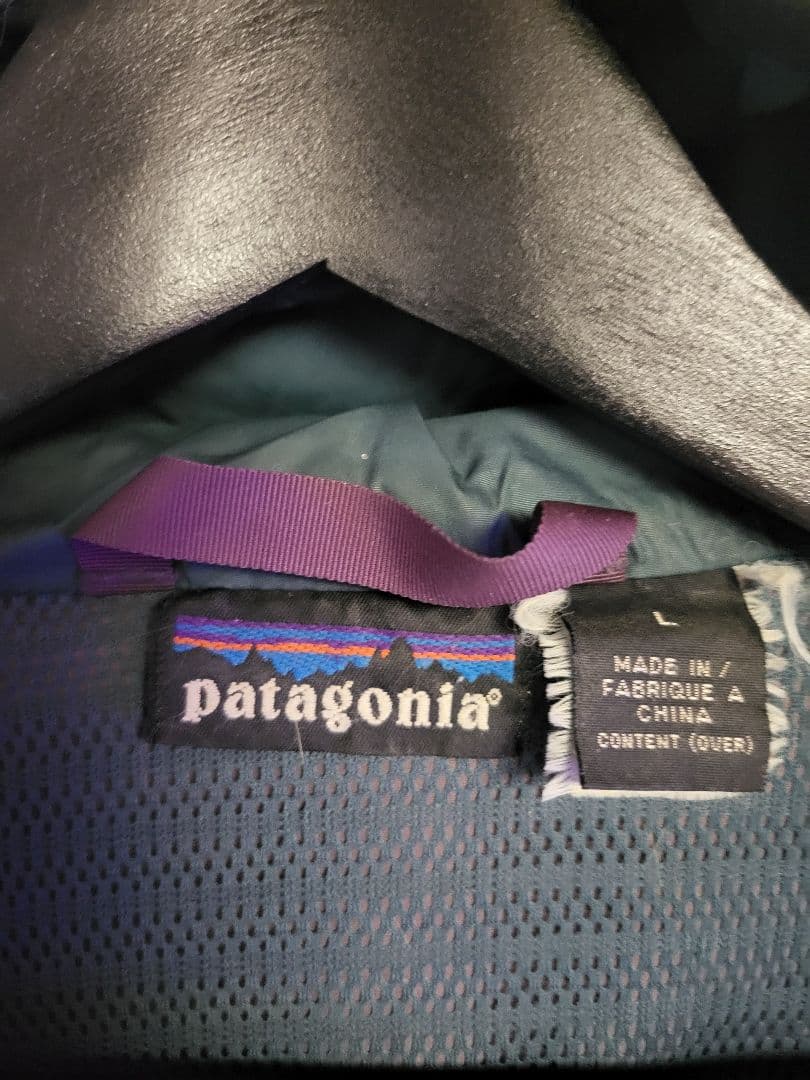 patagonia®
L
MADE IN /
FABRIQUE A
CHINA
CONTENT (OVER)